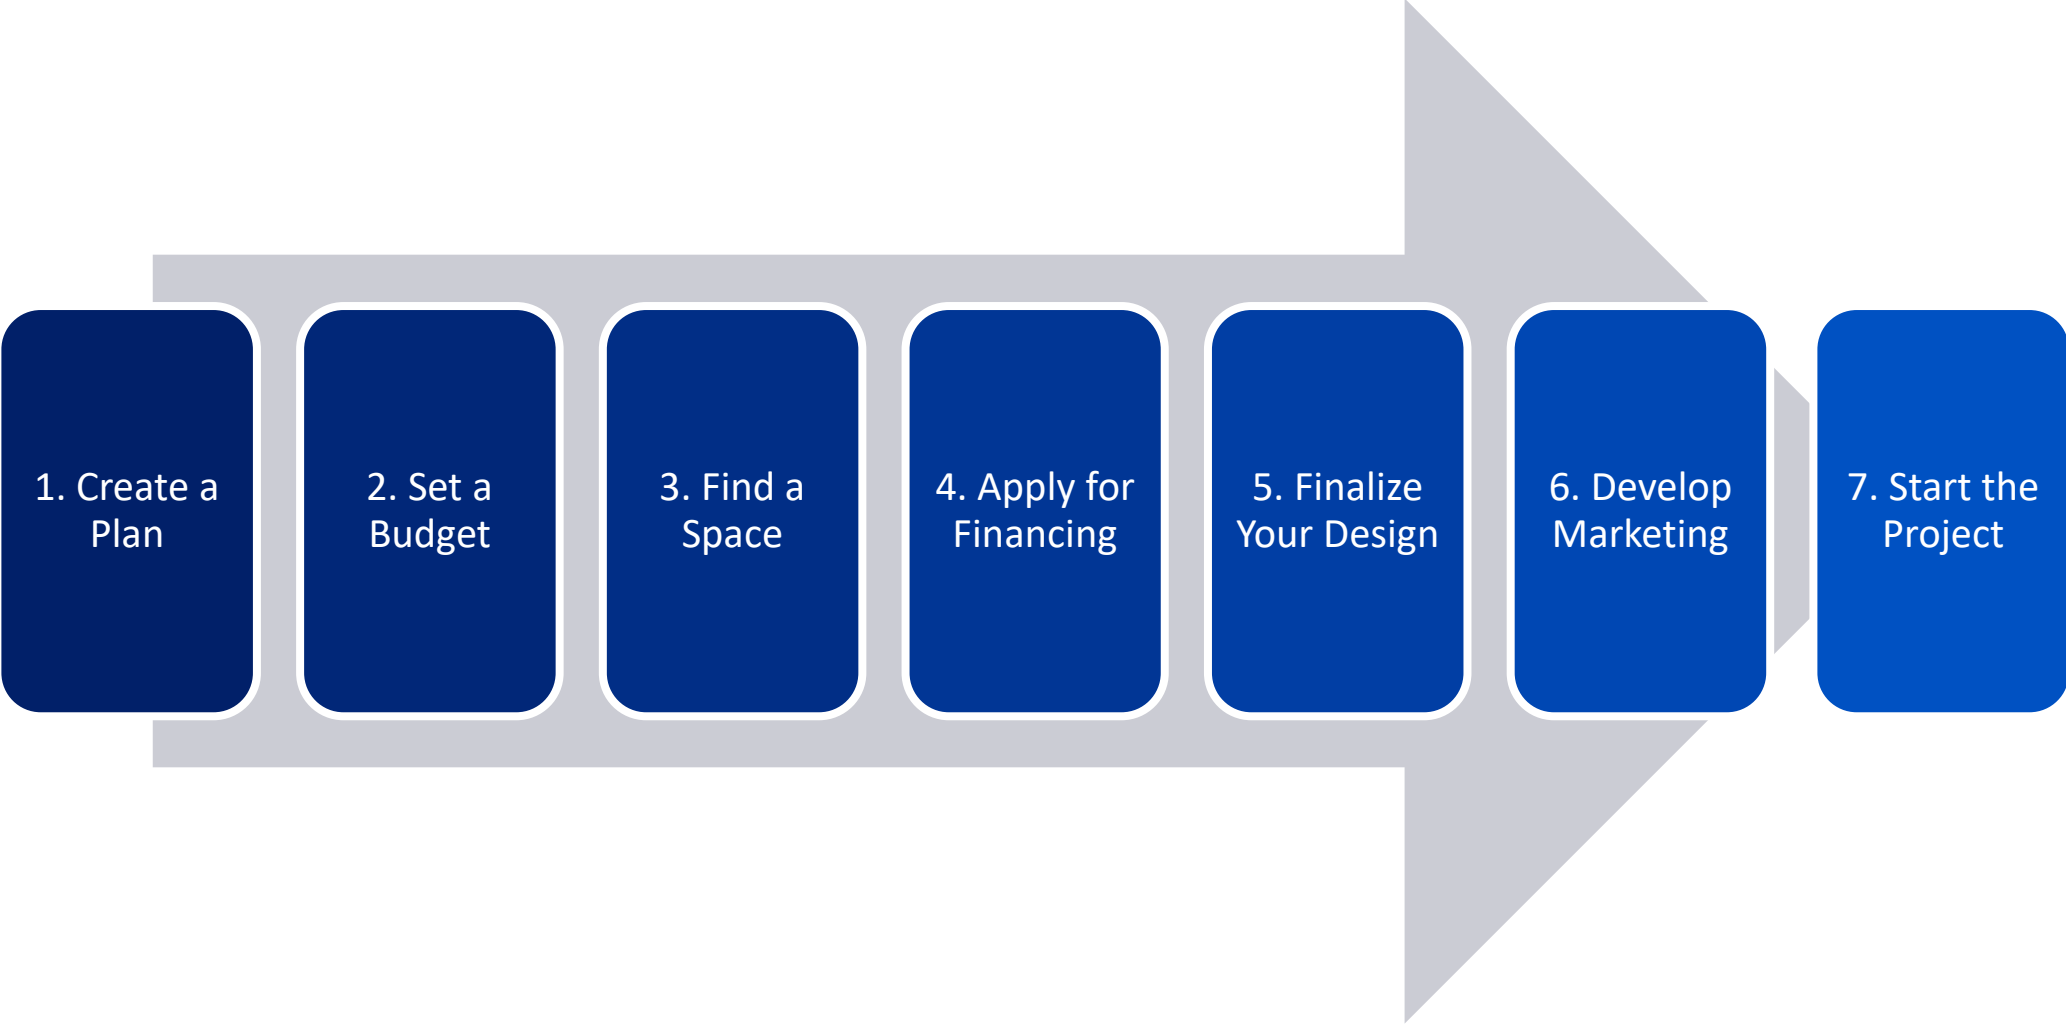 1. Create a
Plan
2. Set a
Budget
3. Find a
Space
4. Apply for
Financing
5. Finalize
Your Design
6. Develop
Marketing
7. Start the
Project